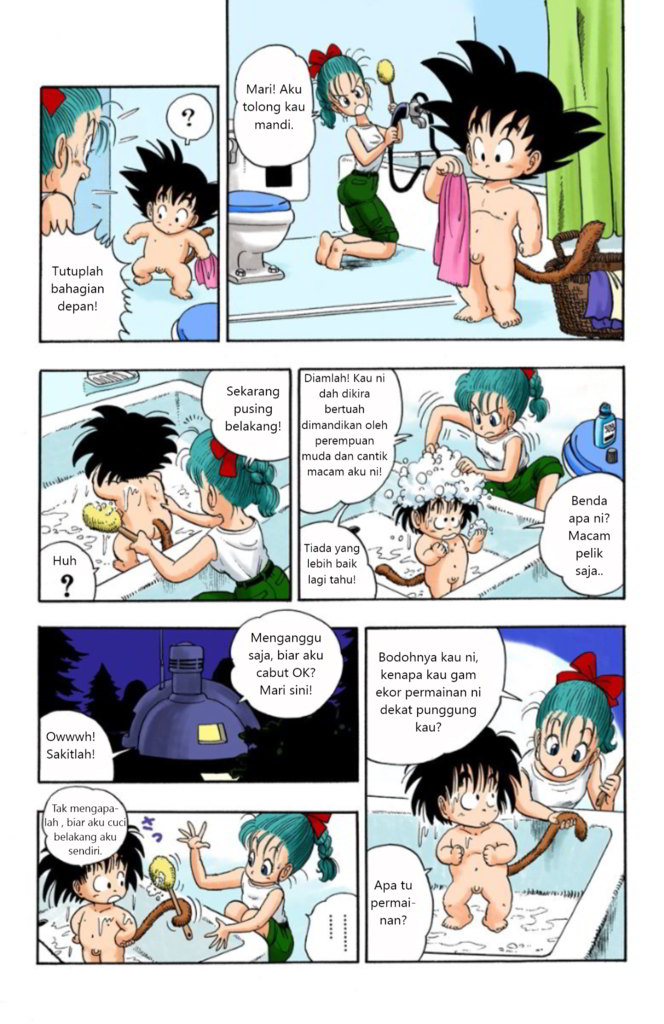 Mari! Aku
tolong kau
mandi.
?
Tutuplah
bahagian
depan!
Sekarang
pusing
belakang!
Huh
?
Diamlah! Kau ni
dah dikira
bertuah
dimandikan oleh
perempuan
muda dan cantik
macam aku ni!
Tiada yang
lebih baik
lagi tahu!
Benda
apa ni?
Macam
pelik
saja..
Menganggu
saja, biar aku
cabut OK?
Mari sini!
Owwwh!
Sakitlah!
Bodohnya kau ni,
kenapa kau gam
ekor permainan ni
dekat punggung
kau?
Apa tu
permai-
nan?
Tak mengapa-
lah , biar aku cuci
belakang aku
sendiri.
........